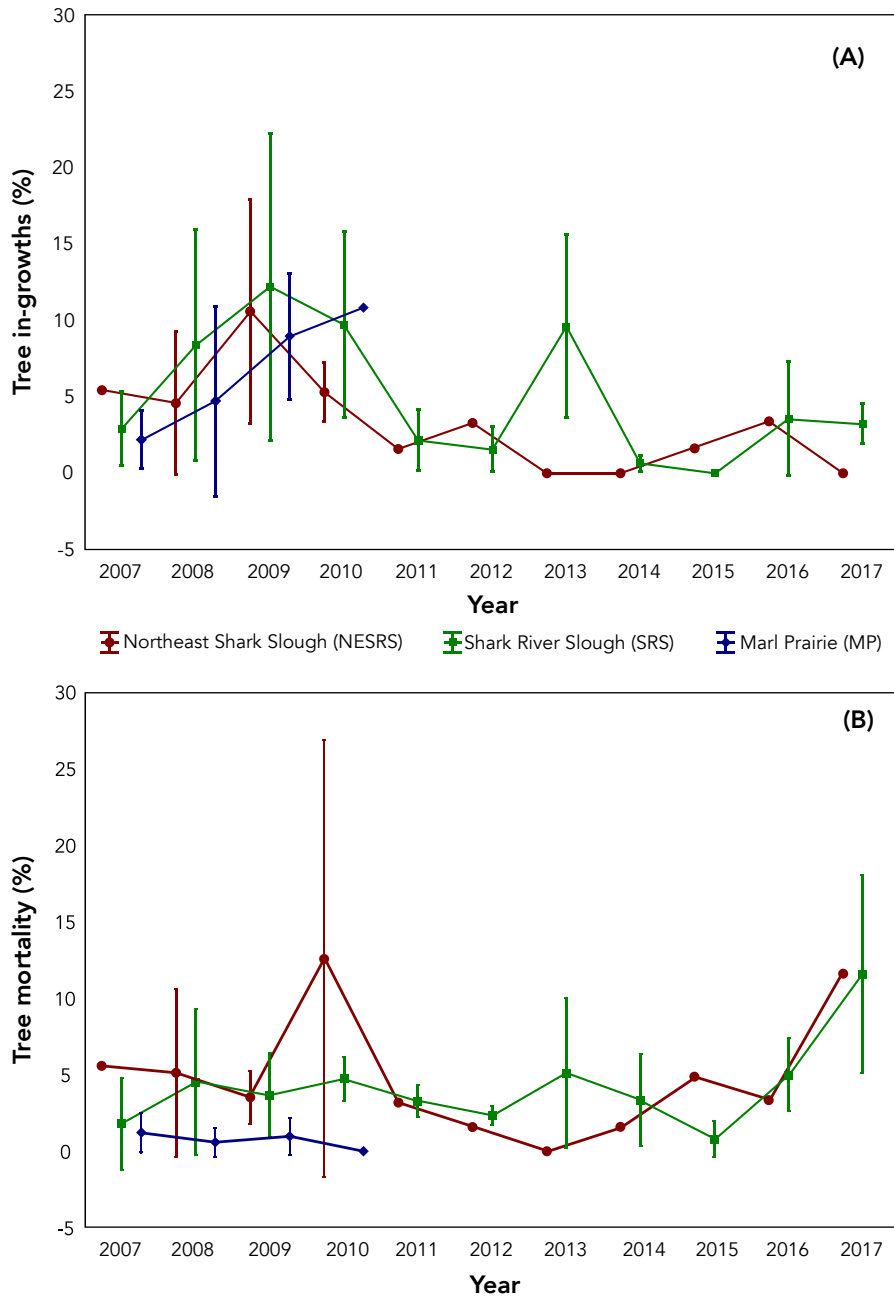 (A)
Tree in-growths (%)
30
25
20
15
10
5
0
-5
2007 2008 2009 2010 2011 2012 2013 2014 2015 2016 2017
Year
Northeast Shark Slough (NESRS) Shark River Slough (SRS) Marl Prairie (MP)
(B)
Tree mortality (%)
30
25
20
15
10
5
0
-5
2007 2008 2009 2010 2011 2012 2013 2014 2015 2016 2017
Year